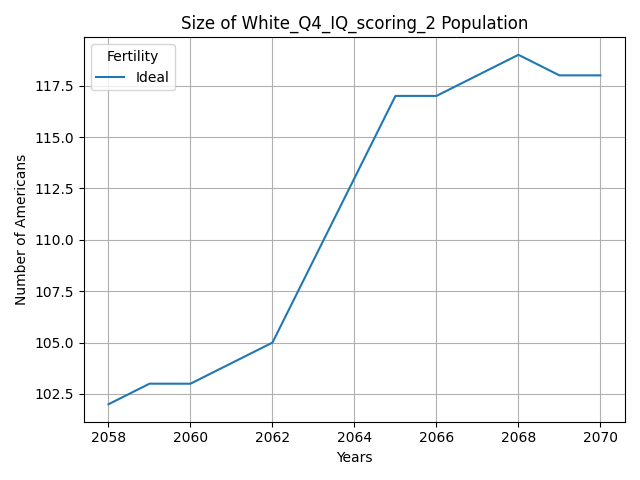 Size of White_Q4_IQ_scoring_2 Population
Fertility
Ideal
Number of Americans
117.5
115.0
112.5
110.0
107.5
105.0
102.5
2058 2060 2062 2064 2066 2068 2070
Years